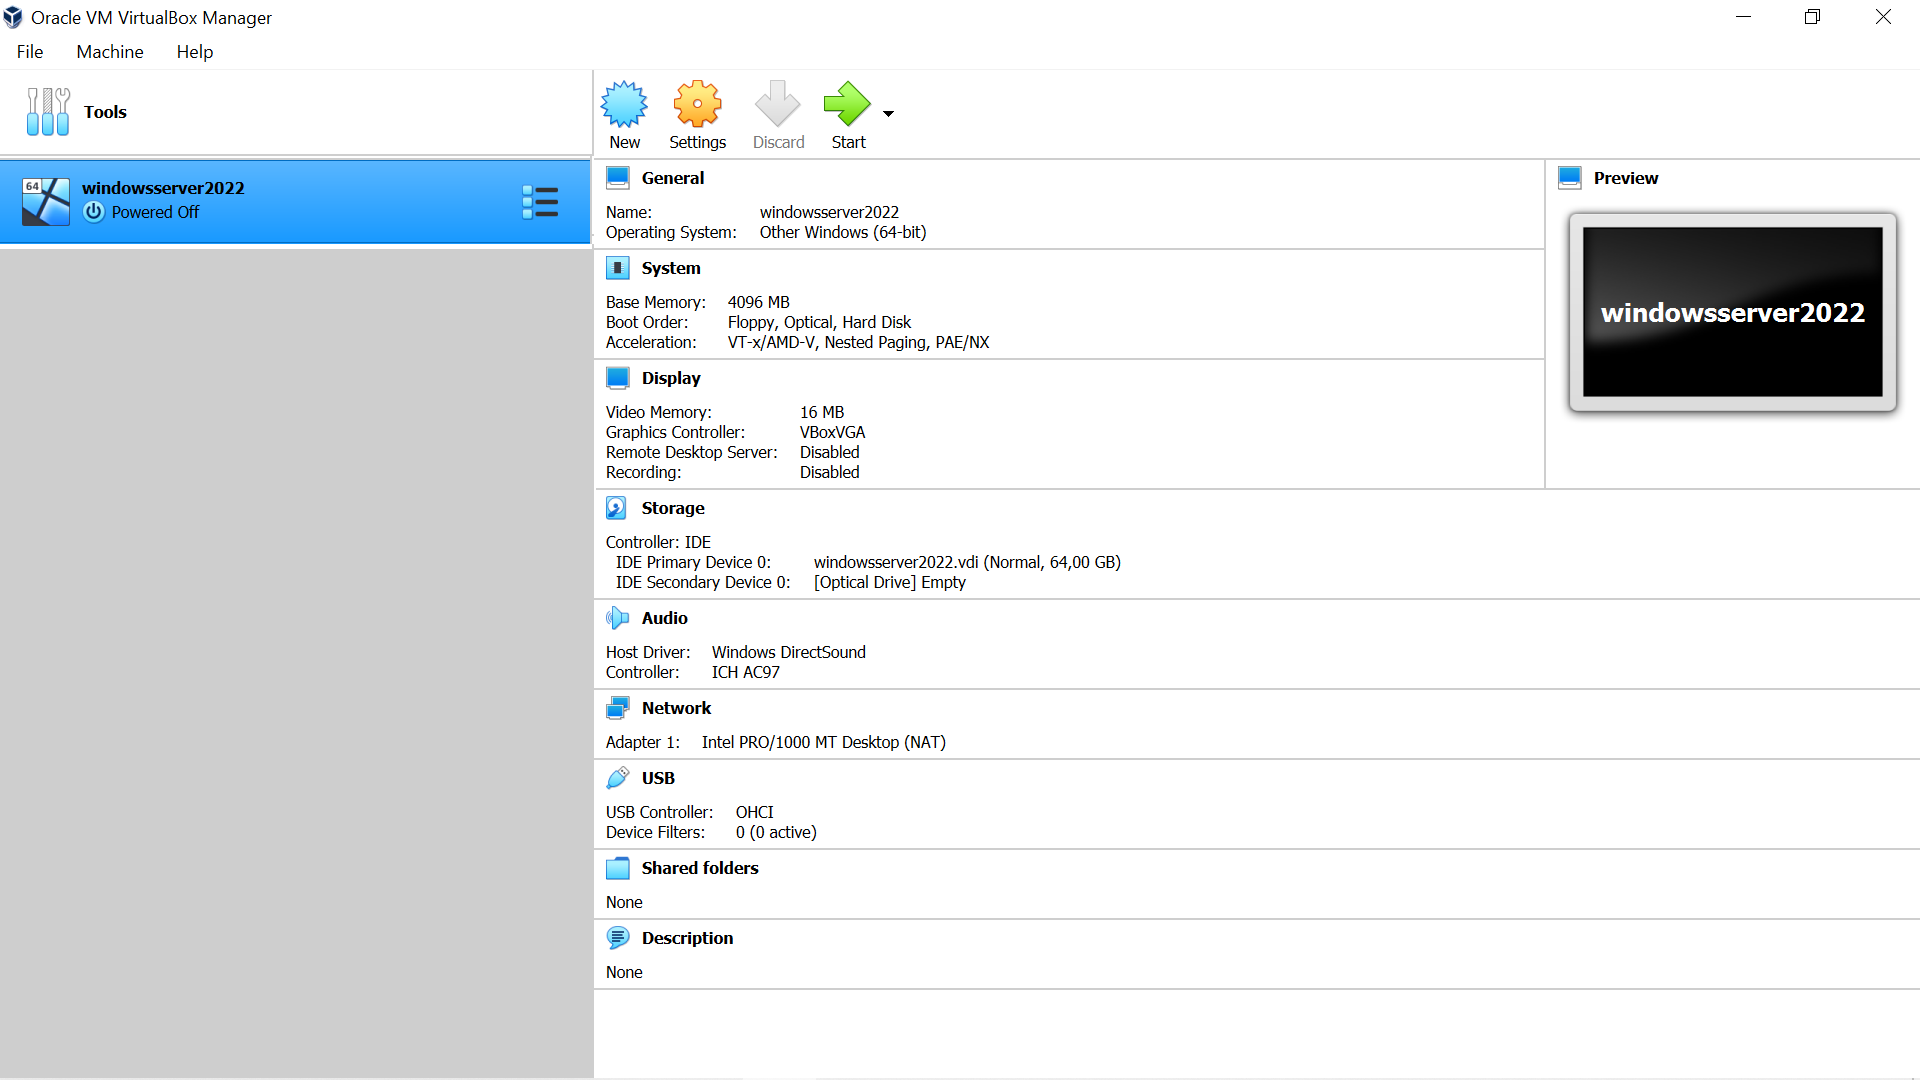 Oracle VM VirtualBox Manager
File Machine Help
Tools
New Settings Discard Start
64
windowsserver2022
Powered Off
General
Name: windowsserver2022
Operating System: Other Windows (64-bit)
Preview
windowsserver2022
System
Base Memory: 4096 MB
Boot Order: Floppy, Optical, Hard Disk
Acceleration: VT-x/AMD-V, Nested Paging, PAE/NX
Display
Video Memory: 16 MB
Graphics Controller: VBoxVGA
Remote Desktop Server: Disabled
Recording: Disabled
Storage
Controller: IDE
IDE Primary Device 0: windowsserver2022.vdi (Normal, 64,00 GB)
IDE Secondary Device 0: [Optical Drive] Empty
Audio
Host Driver: Windows DirectSound
Controller: ICH AC97
Network
Adapter 1: Intel PRO/1000 MT Desktop (NAT)
USB
USB Controller: OHCI
Device Filters: 0 (0 active)
Shared folders
None
Description
None